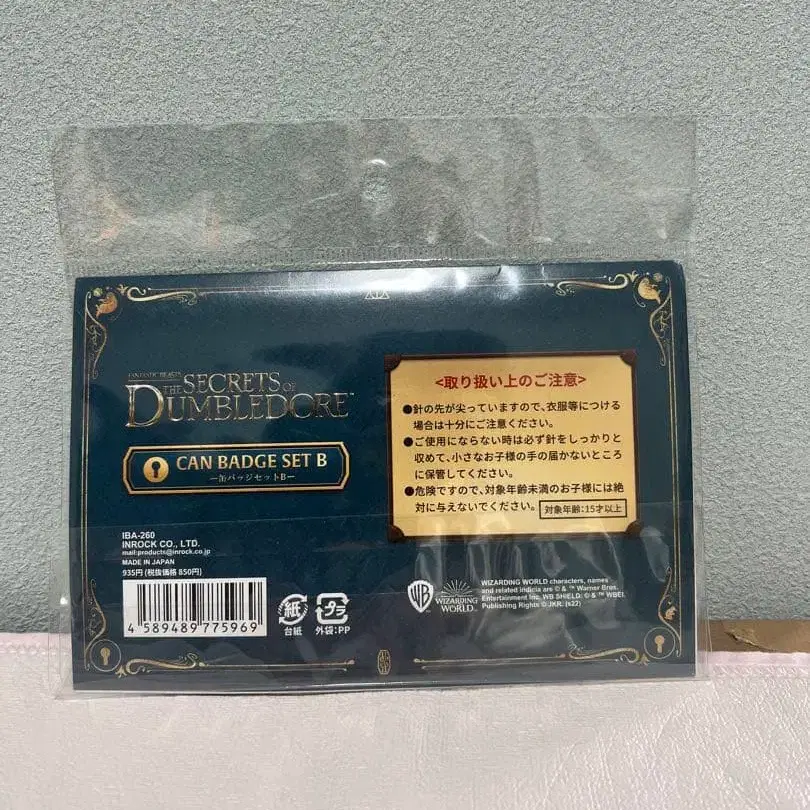 FANTASTIC BEASTS
THE SECRETS OF
DUMBLEDORE™
CAN BADGE SET B
ー缶バッジセットBー
IBA-260
INROCK CO., LTD.
mail:products@inrock.co.jp
MADE IN JAPAN
935円 (税抜価格 850円)
4 589489 775969
紙
台紙
プラ
外袋:PP
<取り扱い上のご注意>
●針の先が尖っていますので、衣服等につける
場合は十分にご注意ください。
●ご使用にならない時は必ず針をしっかりと
収めて、小さなお子様の手の届かないところ
に保管してください。
●危険ですので、対象年齢未満のお子様には絶
対に与えないでください。
対象年齢:15才以上
WB
WIZARDING
WORLD
WIZARDING WORLD characters, names
and related indicia are © & ™ Warner Bros.
Entertainment Inc. WB SHIELD: © & ™ WBEI.
Publishing Rights © JKR. (s22)